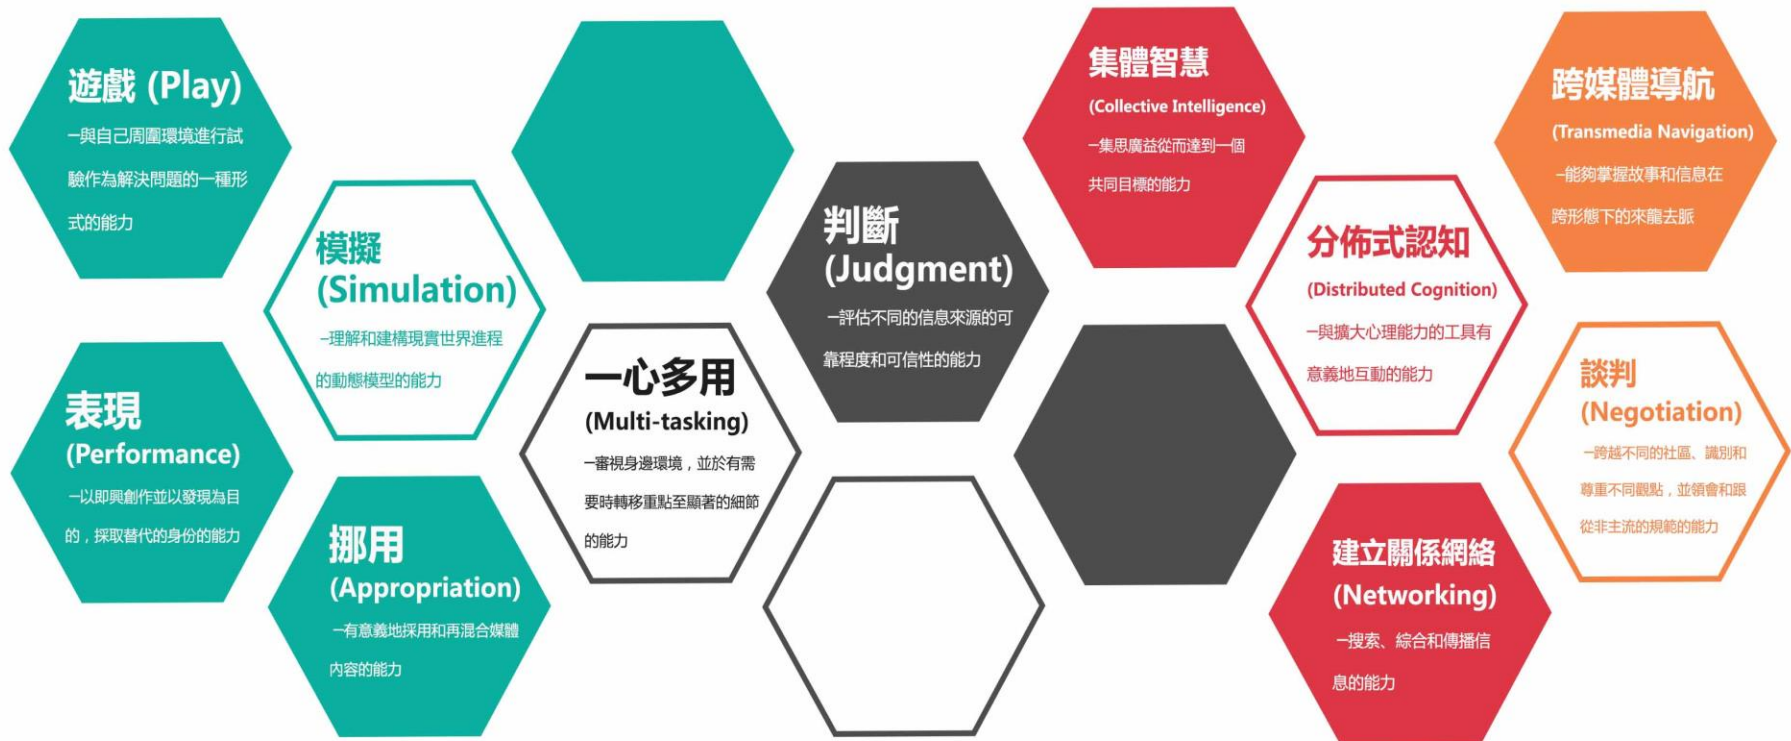 遊戲 (Play)
–與自己周圍環境進行試
驗作為解決問題的一種形
式的能力
表現
(Performance)
–以即興創作並以發現為目
的，採取替代的身份的能力
模擬
(Simulation)
–理解和建構現實世界進程
的動態模型的能力
挪用
(Appropriation)
–有意義地採用和再混合媒體
內容的能力
一心多用
(Multi-tasking)
–審視身邊環境，並於有需
要時轉移重點至顯著的細節
的能力
判斷
(Judgment)
–評估不同的信息來源的可
靠程度和可信性的能力
集體智慧
(Collective Intelligence)
–集思廣益從而達到一個
共同目標的能力
分佈式認知
(Distributed Cognition)
–與擴大心理能力的工具有
意義地互動的能力
建立關係網絡
(Networking)
–搜索、綜合和傳播信
息的能力
跨媒體導航
(Transmedia Navigation)
–能夠掌握故事和信息在
跨形態下的來龍去脈
談判
(Negotiation)
–跨越不同的社區、識別和
尊重不同觀點，並領會和跟
從非主流的規範的能力